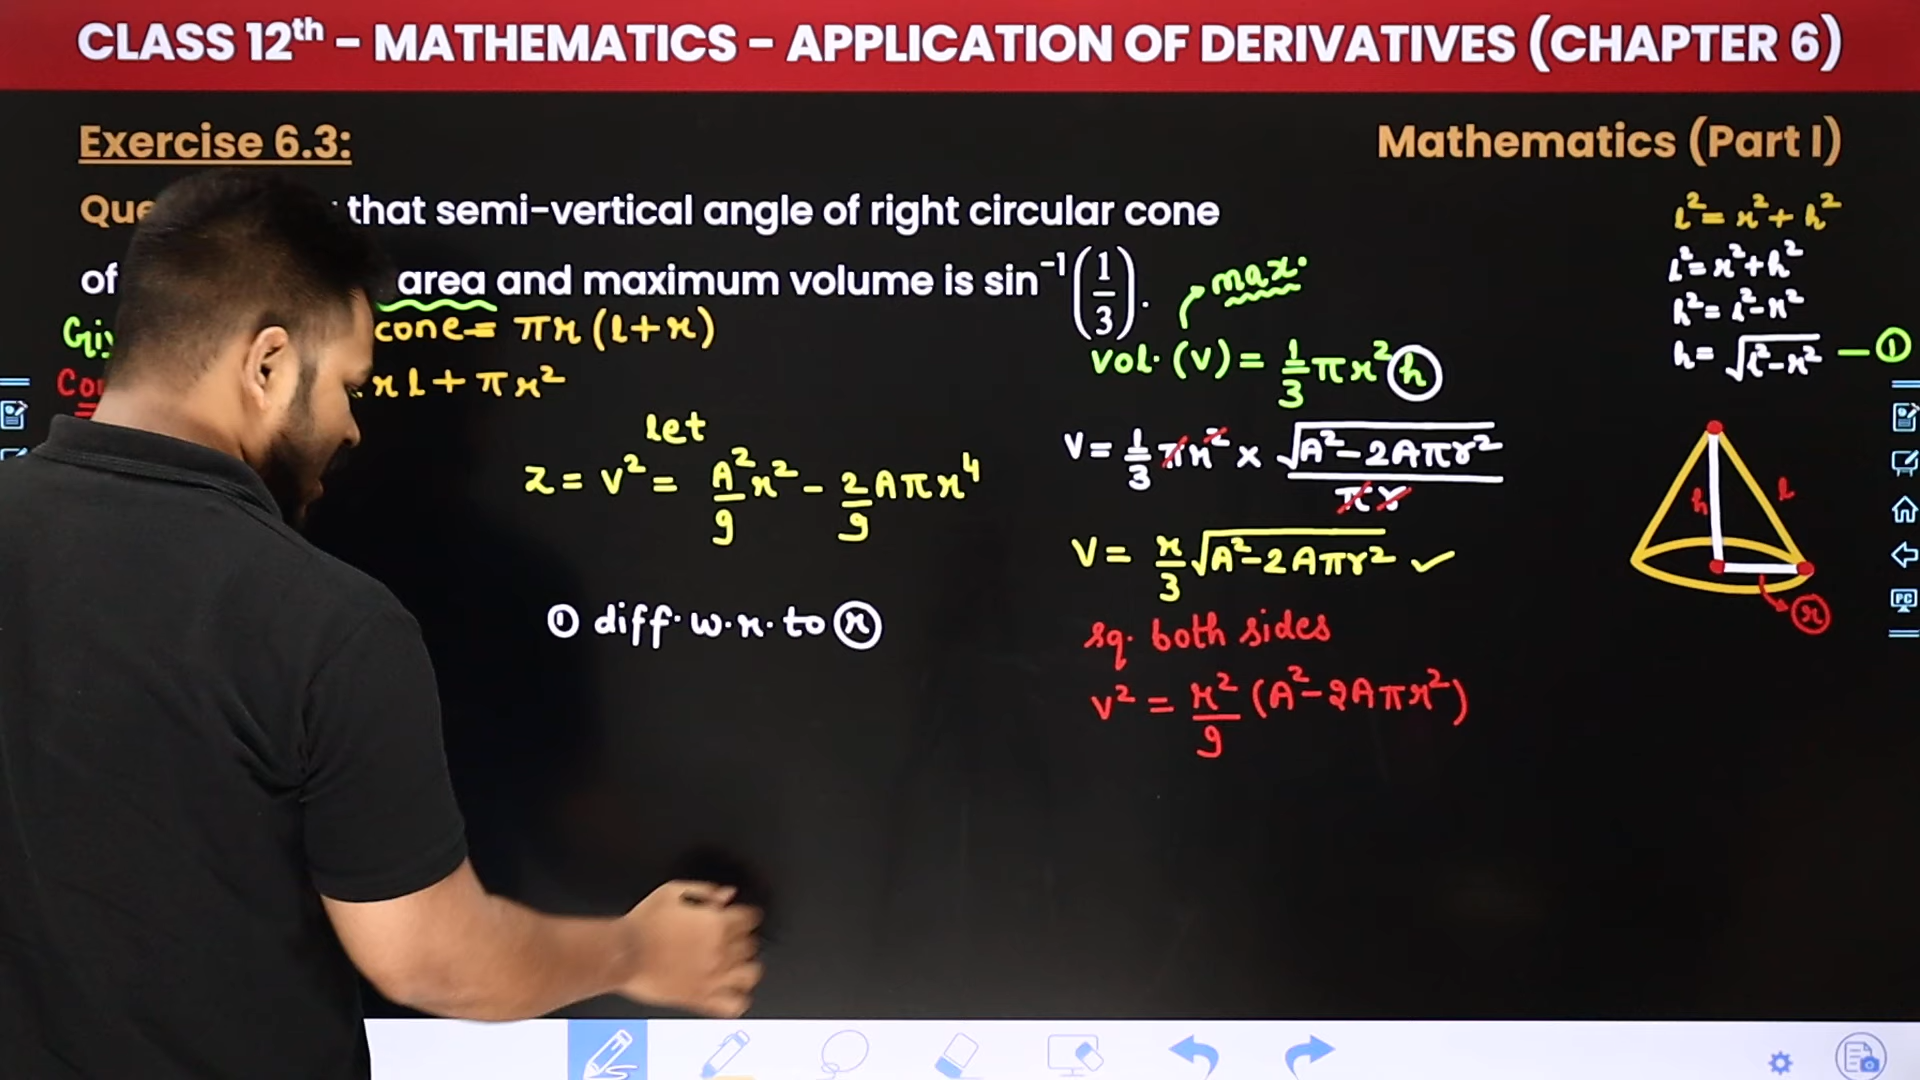 CLASS 12th - MATHEMATICS - APPLICATION OF DERIVATIVES (CHAPTER 6)
Exercise 6.3:
Mathematics (Part I)
that semi-vertical angle of right circular cone
of area and maximum volume is sin⁻¹(1/3).
cone = πr(l+r)
rl + πr²
let
z = v² = A²/9 r² - 2/9 Aπr⁴
① diff. w.r.to ⓡ
max.
Vol. (V) = 1/3 πr² ⓗ
V = 1/3 πr² × √(A²-2Aπr²)/πr
V = r/3 √(A²-2Aπr²) ✓
sq. both sides
V² = r²/9 (A²-2Aπr²)
l² = r² + h²
l² = r² + h²
h² = l² - r²
h = √(l²-r²) — ①
h
l
r
PC